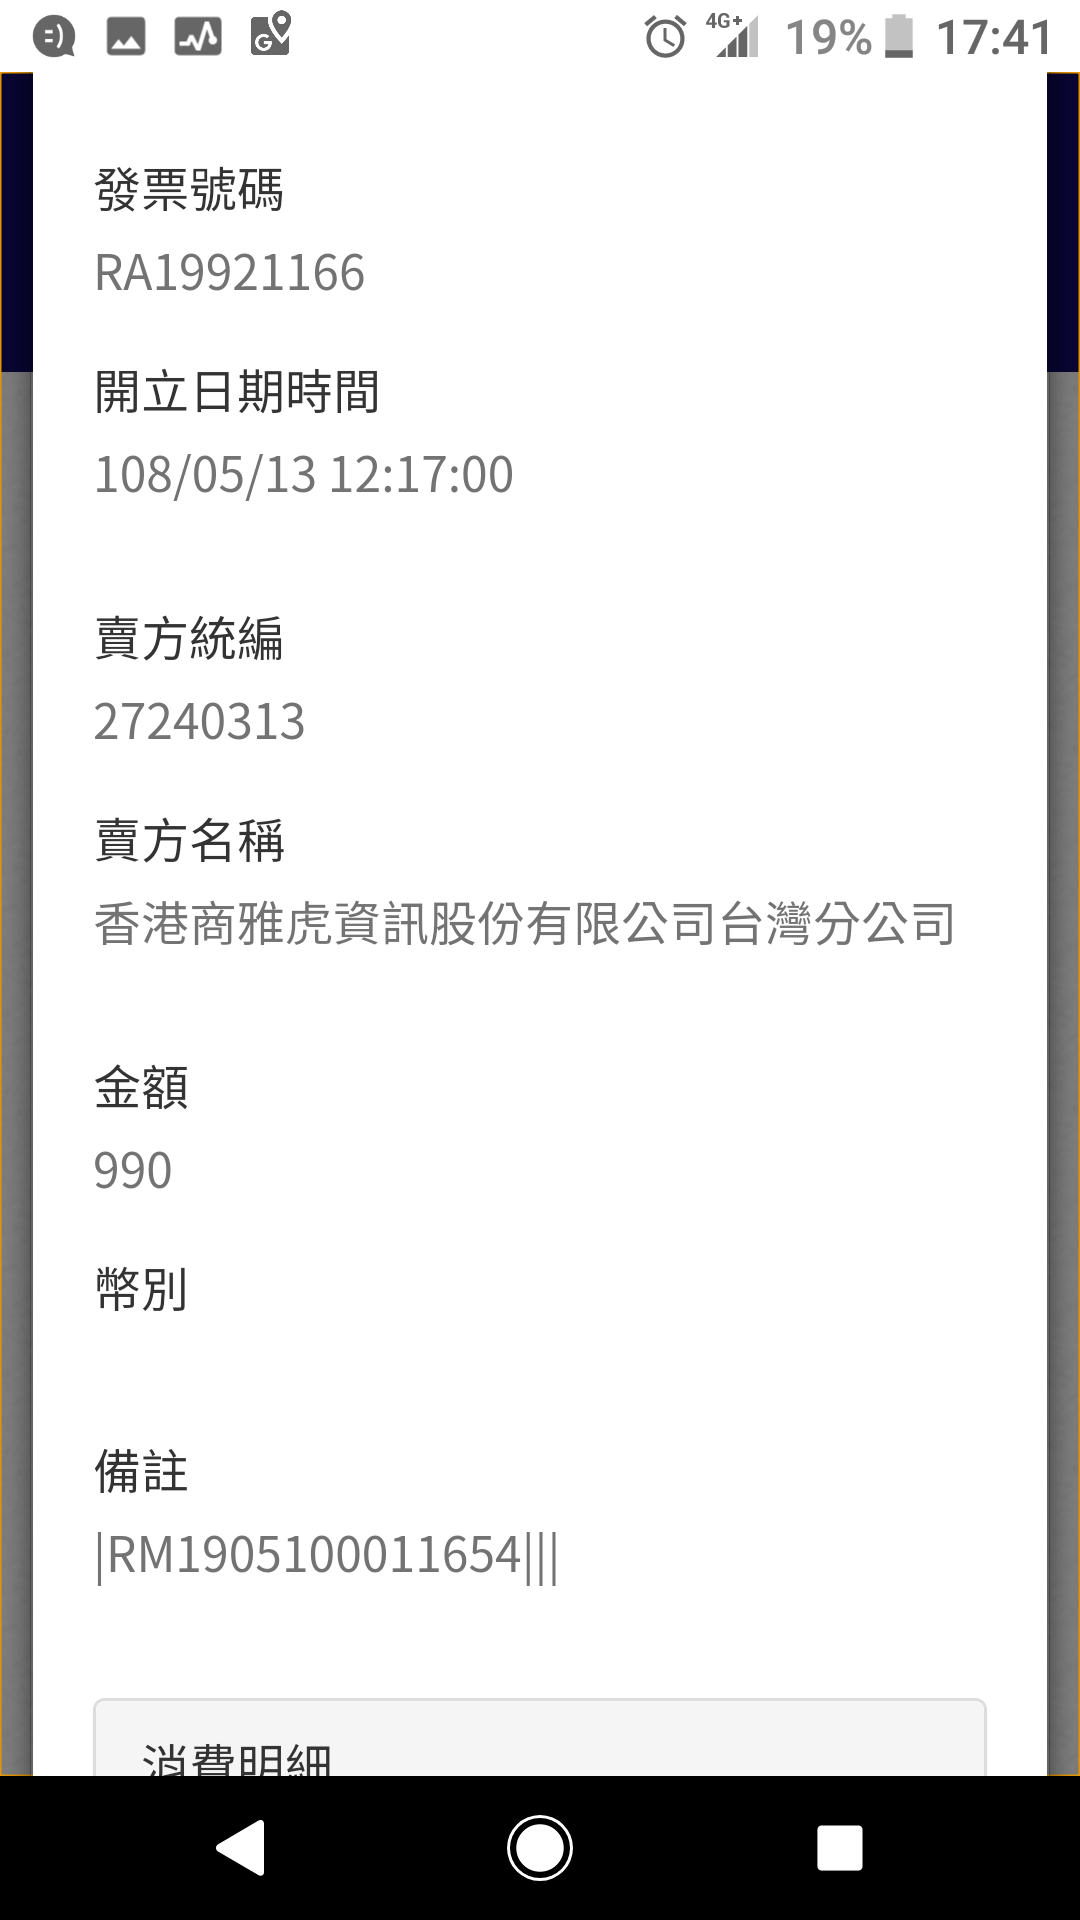 4G+ 19% 17:41
發票號碼
RA19921166
開立日期時間
108/05/13 12:17:00
賣方統編
27240313
賣方名稱
香港商雅虎資訊股份有限公司台灣分公司
金額
990
幣別
備註
|RM1905100011654|||
消費明細